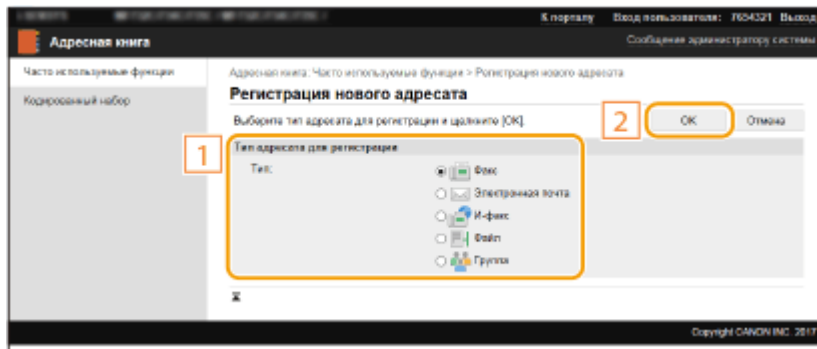 К порталу Вход пользователя: 7654321 Выход
Адресная книга
Сообщение администратору системы
Часто используемые функции
Кодированный набор
Адресная книга: Часто используемые функции > Регистрация нового адресата
Регистрация нового адресата
Выберите тип адресата для регистрации и щелкните [OK].
2
OK
Отмена
1
Тип адресата для регистрации
Тип:
Факс
Электронная почта
И-факс
Файл
Группа
Copyright CANON INC. 2017